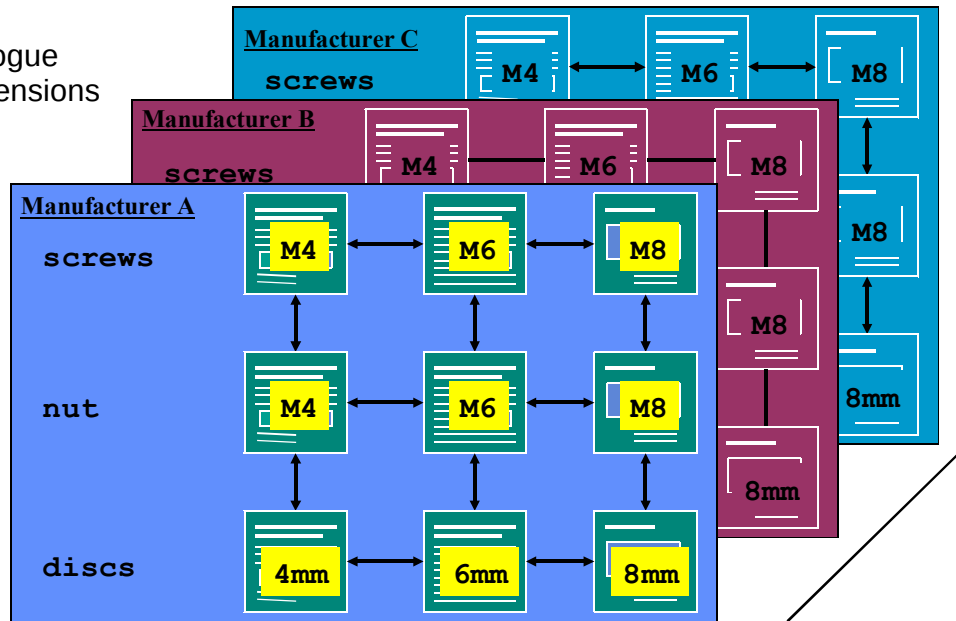 ogue
ensions
Manufacturer C
screws M4 M6 M8
M8
8mm
Manufacturer B
screws M4 M6 M8
M8
8mm
Manufacturer A
screws M4 M6 M8
nut M4 M6 M8
discs 4mm 6mm 8mm